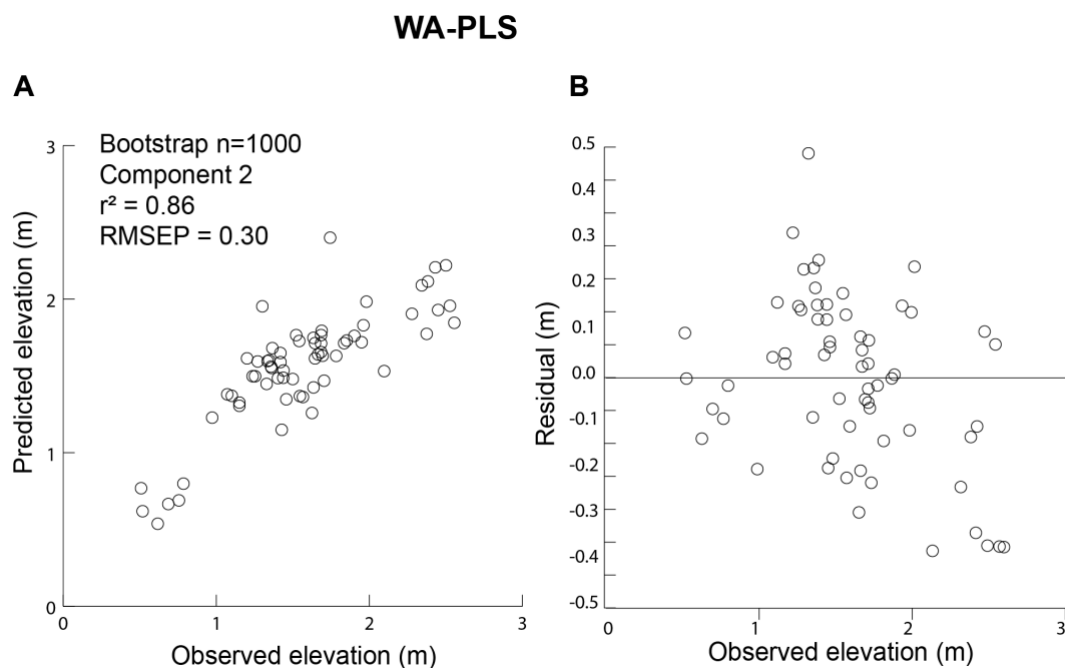 WA-PLS
A
Bootstrap n=1000
Component 2
r² = 0.86
RMSEP = 0.30
Predicted elevation (m)
3
2
1
0
0
1
2
3
Observed elevation (m)
B
Residual (m)
0.5
0.4
0.3
0.2
0.1
0.0
-0.1
-0.2
-0.3
-0.4
-0.5
0
1
2
3
Observed elevation (m)